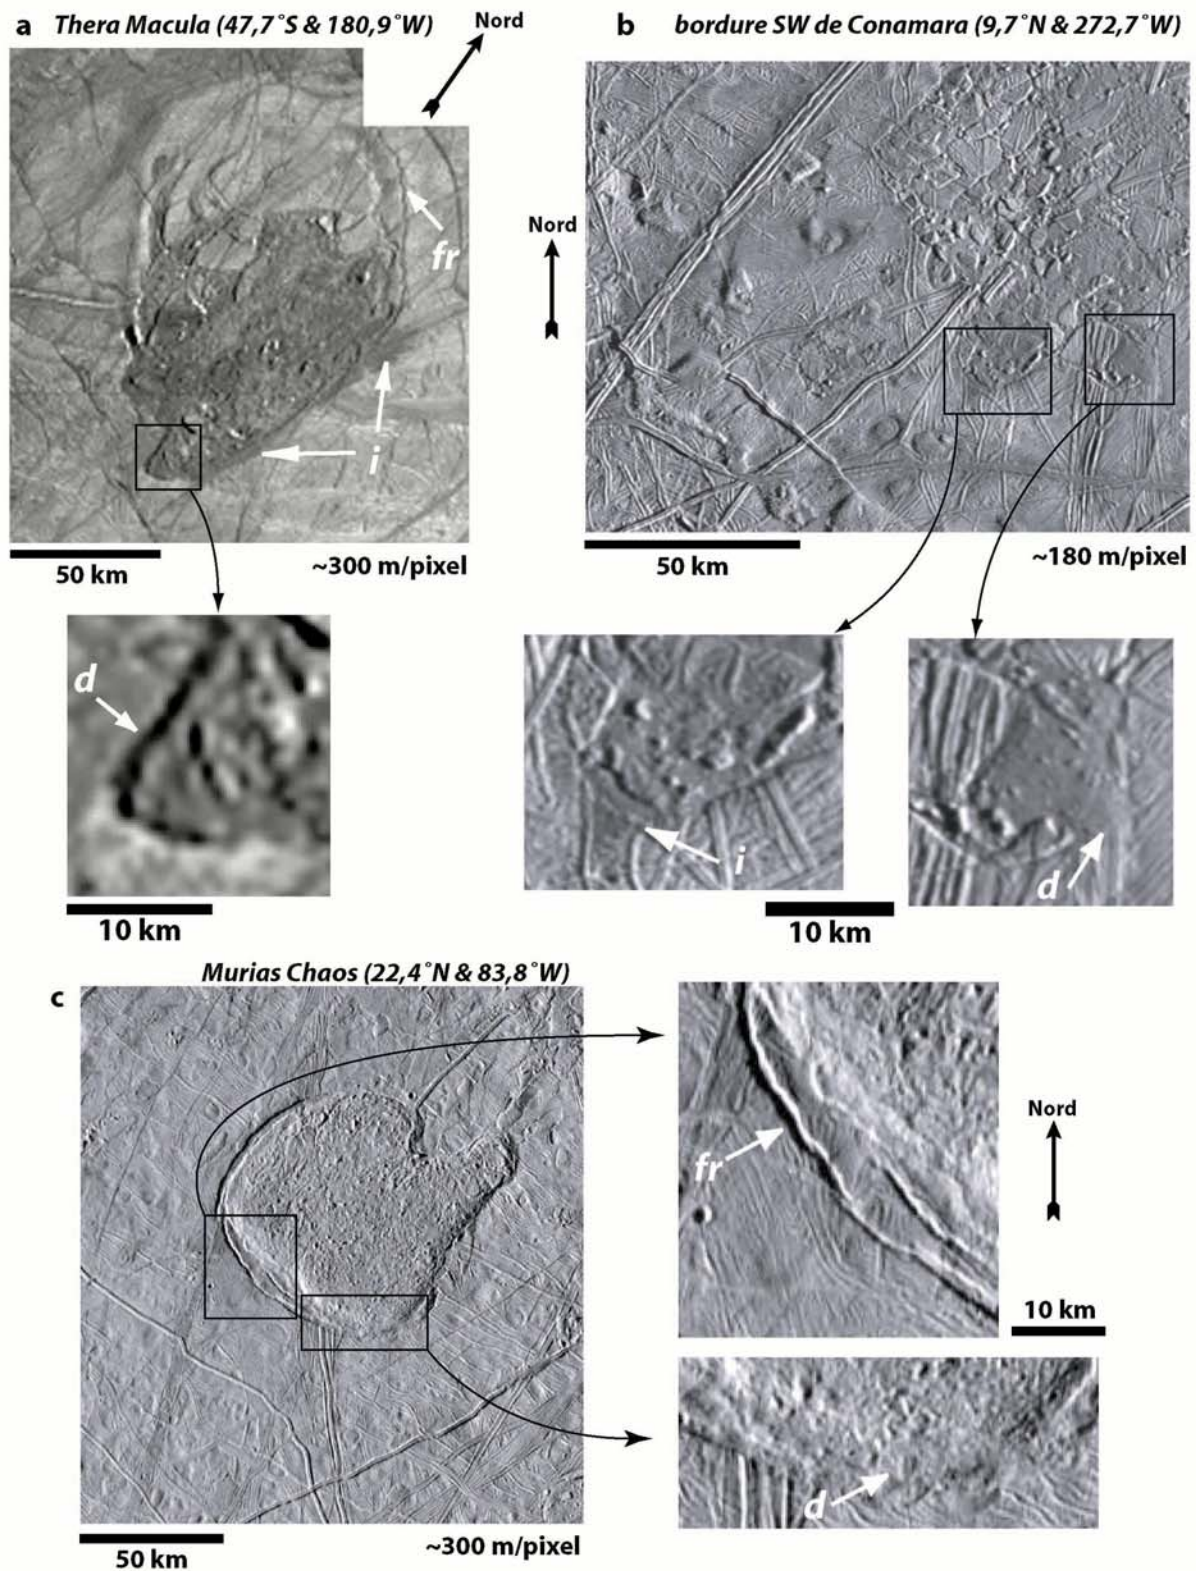 a Thera Macula (47,7°S & 180,9°W)
Nord
fr
i
50 km
~300 m/pixel
d
10 km
b bordure SW de Conamara (9,7°N & 272,7°W)
Nord
50 km
~180 m/pixel
i
d
10 km
Murias Chaos (22,4°N & 83,8°W)
c
50 km
~300 m/pixel
fr
Nord
10 km
d